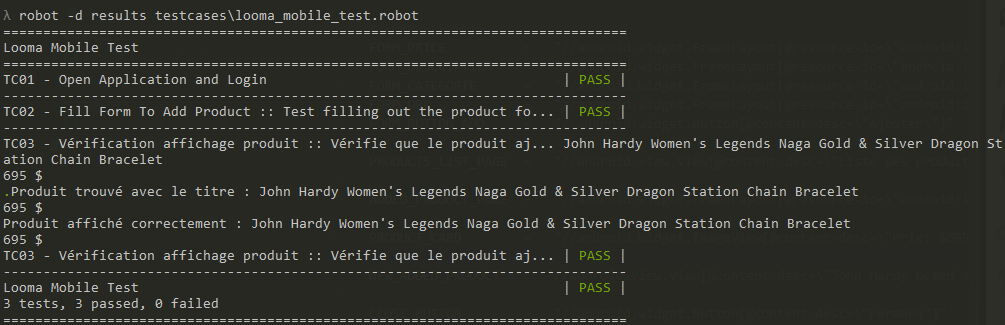 λ robot -d results testcases\looma_mobile_test.robot
==============================================================================
Looma Mobile Test
==============================================================================
TC01 - Open Application and Login                                     | PASS |
------------------------------------------------------------------------------
TC02 - Fill Form To Add Product :: Test filling out the product fo... | PASS |
------------------------------------------------------------------------------
TC03 - Vérification affichage produit :: Vérifie que le produit aj... John Hardy Women's Legends Naga Gold & Silver Dragon St
ation Chain Bracelet
695 $
.Produit trouvé avec le titre : John Hardy Women's Legends Naga Gold & Silver Dragon Station Chain Bracelet
695 $
Produit affiché correctement : John Hardy Women's Legends Naga Gold & Silver Dragon Station Chain Bracelet
695 $
TC03 - Vérification affichage produit :: Vérifie que le produit aj... | PASS |
------------------------------------------------------------------------------
Looma Mobile Test                                                     | PASS |
3 tests, 3 passed, 0 failed
==============================================================================